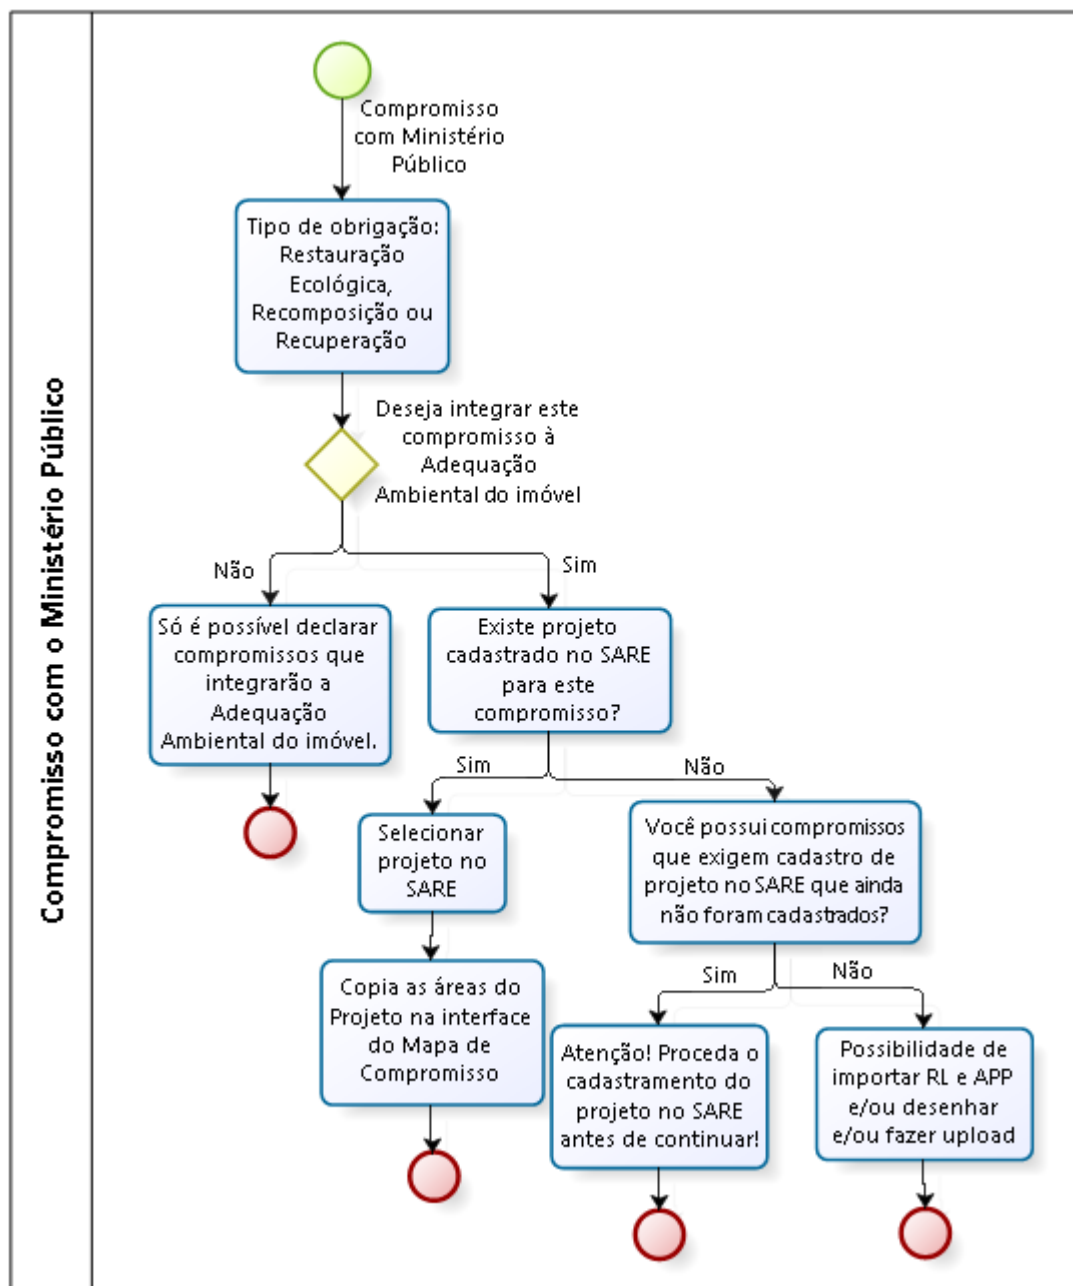 Compromisso com o Ministério Público
Compromisso
com Ministério
Público
Tipo de obrigação:
Restauração
Ecológica,
Recomposição ou
Recuperação
Deseja integrar este
compromisso à
Adequação
Ambiental do imóvel
Não
Sim
Só é possível declarar
compromissos que
integrarão a
Adequação
Ambiental do imóvel.
Existe projeto
cadastrado no SARE
para este
compromisso?
Sim
Não
Selecionar
projeto no
SARE
Você possui compromissos
que exigem cadastro de
projeto no SARE que ainda
não foram cadastrados?
Copia as áreas do
Projeto na interface
do Mapa de
Compromisso
Sim
Não
Atenção! Proceda o
cadastramento do
projeto no SARE
antes de continuar!
Possibilidade de
importar RL e APP
e/ou desenhar
e/ou fazer upload